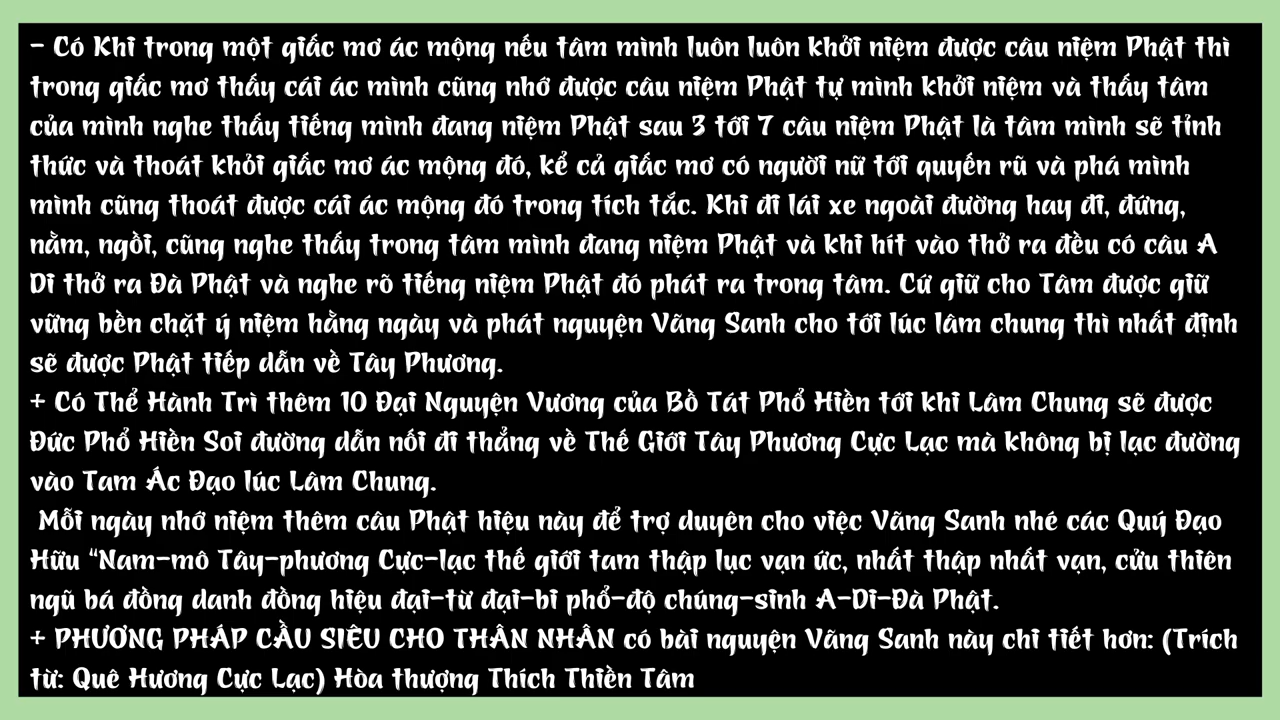 - Có Khi trong một giấc mơ ác mộng nếu tâm mình luôn luôn khởi niệm được câu niệm Phật thì
trong giấc mơ thấy cái ác mình cũng nhớ được câu niệm Phật tự mình khởi niệm và thấy tâm
của mình nghe thấy tiếng mình đang niệm Phật sau 3 tới 7 câu niệm Phật là tâm mình sẽ tỉnh
thức và thoát khỏi giấc mơ ác mộng đó, kể cả giấc mơ có người nữ tới quyến rũ và phá mình
mình cũng thoát được cái ác mộng đó trong tích tắc. Khi đi lái xe ngoài đường hay đi, đứng,
nằm, ngồi, cũng nghe thấy trong tâm mình đang niệm Phật và khi hít vào thở ra đều có câu A
Di thở ra Đà Phật và nghe rõ tiếng niệm Phật đó phát ra trong tâm. Cứ giữ cho Tâm được giữ
vững bền chặt ý niệm hằng ngày và phát nguyện Vãng Sanh cho tới lúc lâm chung thì nhất định
sẽ được Phật tiếp dẫn về Tây Phương.
+ Có Thể Hành Trì thêm 10 Đại Nguyện Vương của Bồ Tát Phổ Hiền tới khi Lâm Chung sẽ được
Đức Phổ Hiền Soi đường dẫn nối đi thẳng về Thế Giới Tây Phương Cực Lạc mà không bị lạc đường
vào Tam Ác Đạo lúc Lâm Chung.
Mỗi ngày nhớ niệm thêm câu Phật hiệu này để trợ duyên cho việc Vãng Sanh nhé các Quý Đạo
Hữu "Nam-mô Tây-phương Cực-lạc thế giới tam thập lục vạn ức, nhất thập nhất vạn, cửu thiên
ngũ bá đồng danh đồng hiệu đại-từ đại-bi phổ-độ chúng-sinh A-Di-Đà Phật.
+ PHƯƠNG PHÁP CẦU SIÊU CHO THÂN NHÂN có bài nguyện Vãng Sanh này chi tiết hơn: (Trích
từ: Quê Hương Cực Lạc) Hòa thượng Thích Thiền Tâm